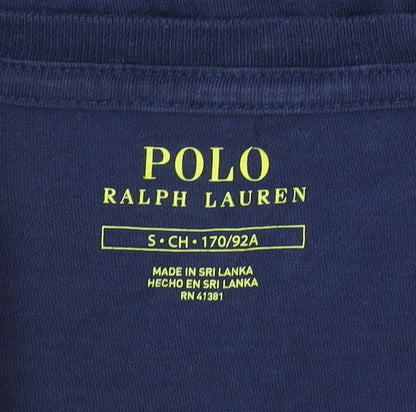 POLO
RALPH LAUREN
S • CH • 170/92A
MADE IN SRI LANKA
HECHO EN SRI LANKA
RN 41381